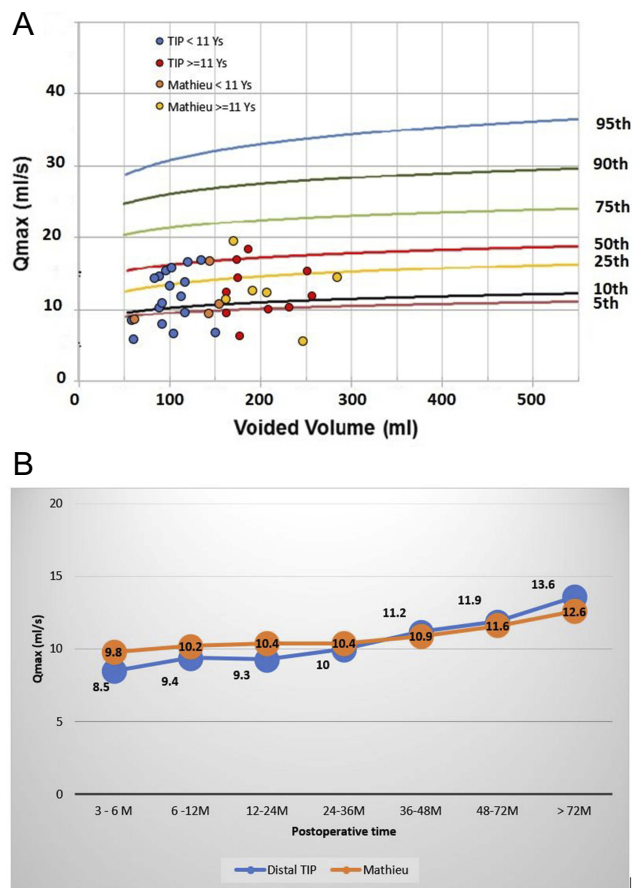 A
TIP < 11 Ys
TIP >=11 Ys
Mathieu < 11 Ys
Mathieu >=11 Ys
Qmax (ml/s)
40
30
20
10
0
95th
90th
75th
50th
25th
10th
5th
0 100 200 300 400 500
Voided Volume (ml)
B
Qmax (ml/s)
20
15
10
5
0
9.8 10.2 10.4 10.4 10.9 11.6 12.6
8.5 9.4 9.3 10 11.2 11.9 13.6
3 - 6 M 6 -12M 12-24M 24-36M 36-48M 48-72M > 72M
Postoperative time
Distal TIP Mathieu